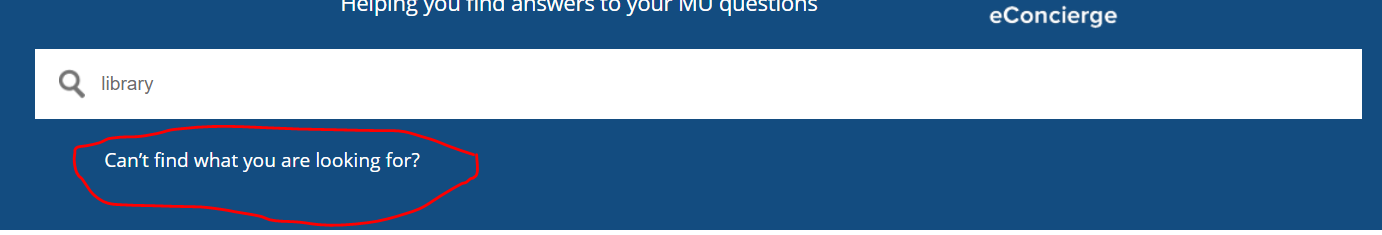 Helping you find answers to your MU questions
eConcierge
library
Can't find what you are looking for?